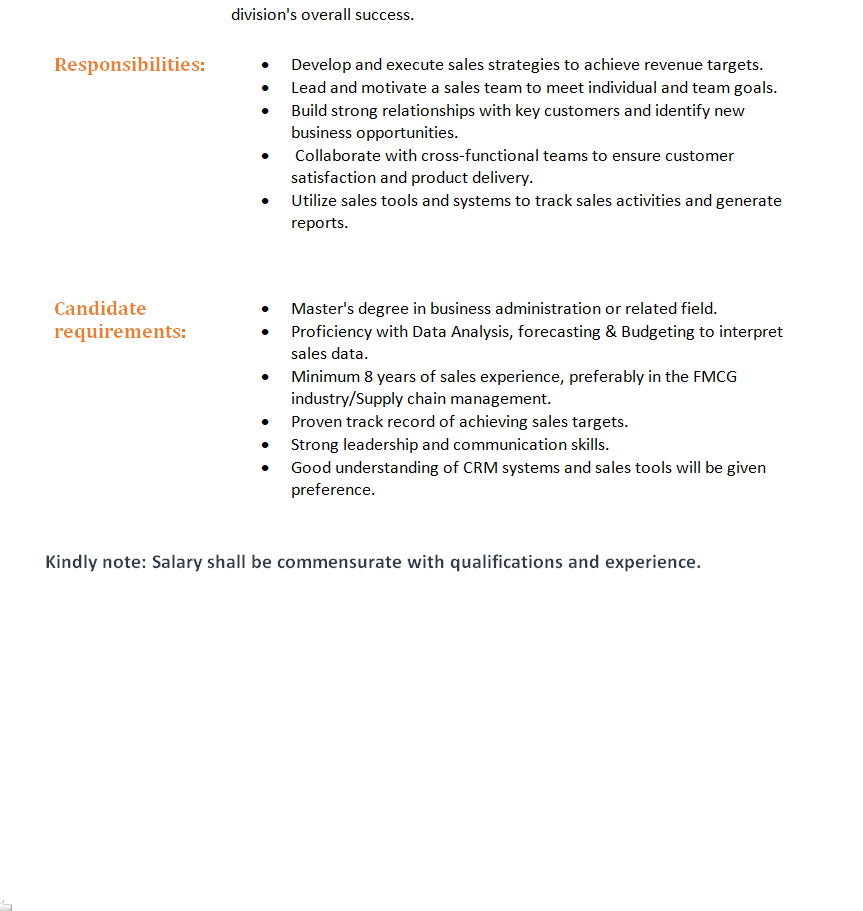 division's overall success.
Responsibilities:
• Develop and execute sales strategies to achieve revenue targets.
• Lead and motivate a sales team to meet individual and team goals.
• Build strong relationships with key customers and identify new
business opportunities.
• Collaborate with cross-functional teams to ensure customer
satisfaction and product delivery.
• Utilize sales tools and systems to track sales activities and generate
reports.
Candidate
requirements:
• Master's degree in business administration or related field.
• Proficiency with Data Analysis, forecasting & Budgeting to interpret
sales data.
• Minimum 8 years of sales experience, preferably in the FMCG
industry/Supply chain management.
• Proven track record of achieving sales targets.
• Strong leadership and communication skills.
• Good understanding of CRM systems and sales tools will be given
preference.
Kindly note: Salary shall be commensurate with qualifications and experience.